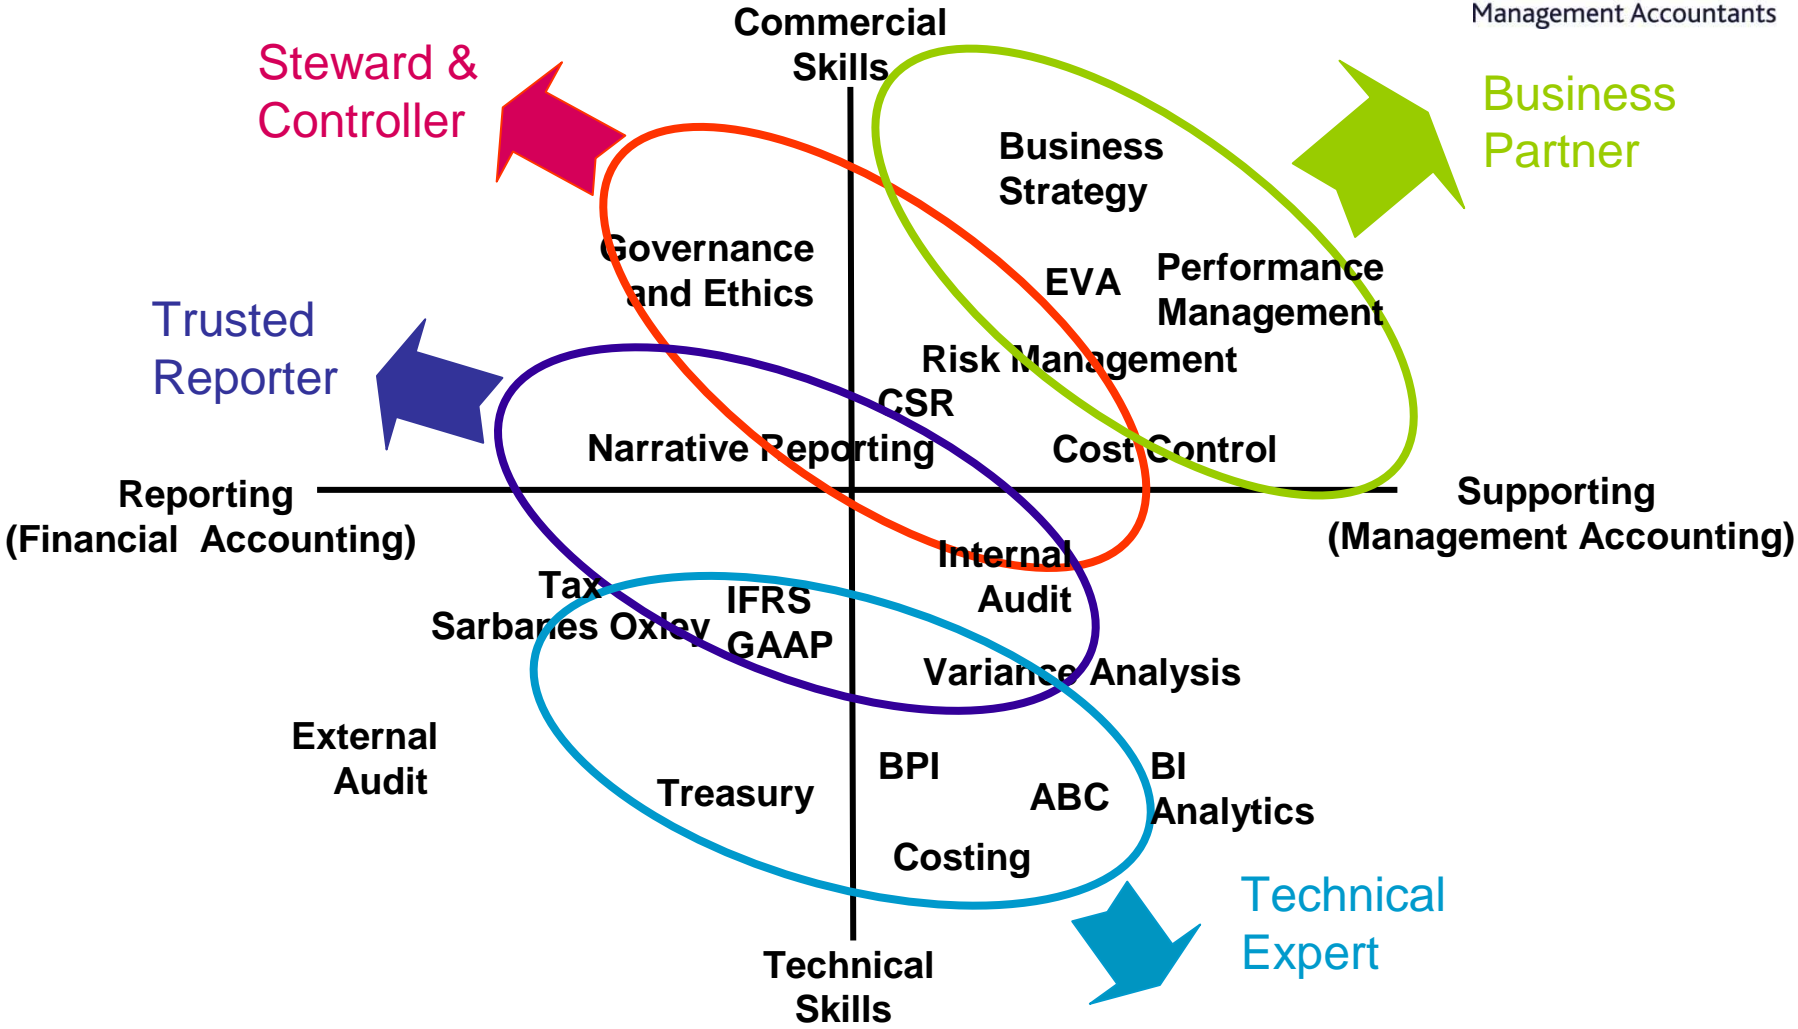 Management Accountants
Commercial
Skills
Steward &
Controller
Business
Partner
Business
Strategy
Governance
and Ethics
EVA
Performance
Management
Trusted
Reporter
Risk Management
CSR
Narrative Reporting
Cost Control
Reporting
(Financial Accounting)
Supporting
(Management Accounting)
Internal
Audit
Tax
Sarbanes Oxley
IFRS
GAAP
Variance Analysis
External
Audit
Treasury
BPI
ABC
BI
Analytics
Costing
Technical
Expert
Technical
Skills